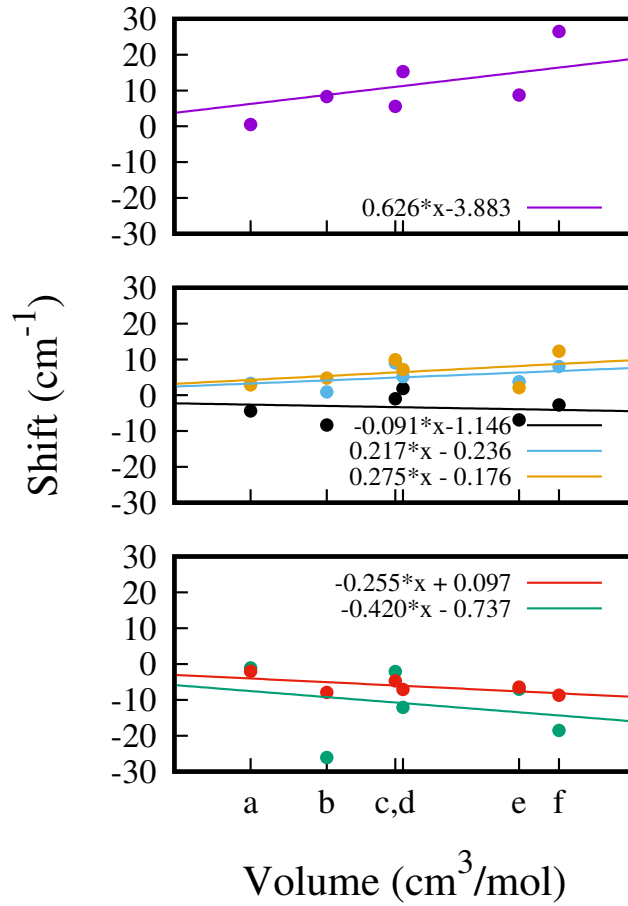 30
20
10
0
-10
-20
-30
0.626*x-3.883
30
20
10
0
-10
-20
-30
-0.091*x-1.146
0.217*x - 0.236
0.275*x - 0.176
30
20
10
0
-10
-20
-30
-0.255*x + 0.097
-0.420*x - 0.737
a b c,d e f
Shift (cm⁻¹)
Volume (cm³/mol)